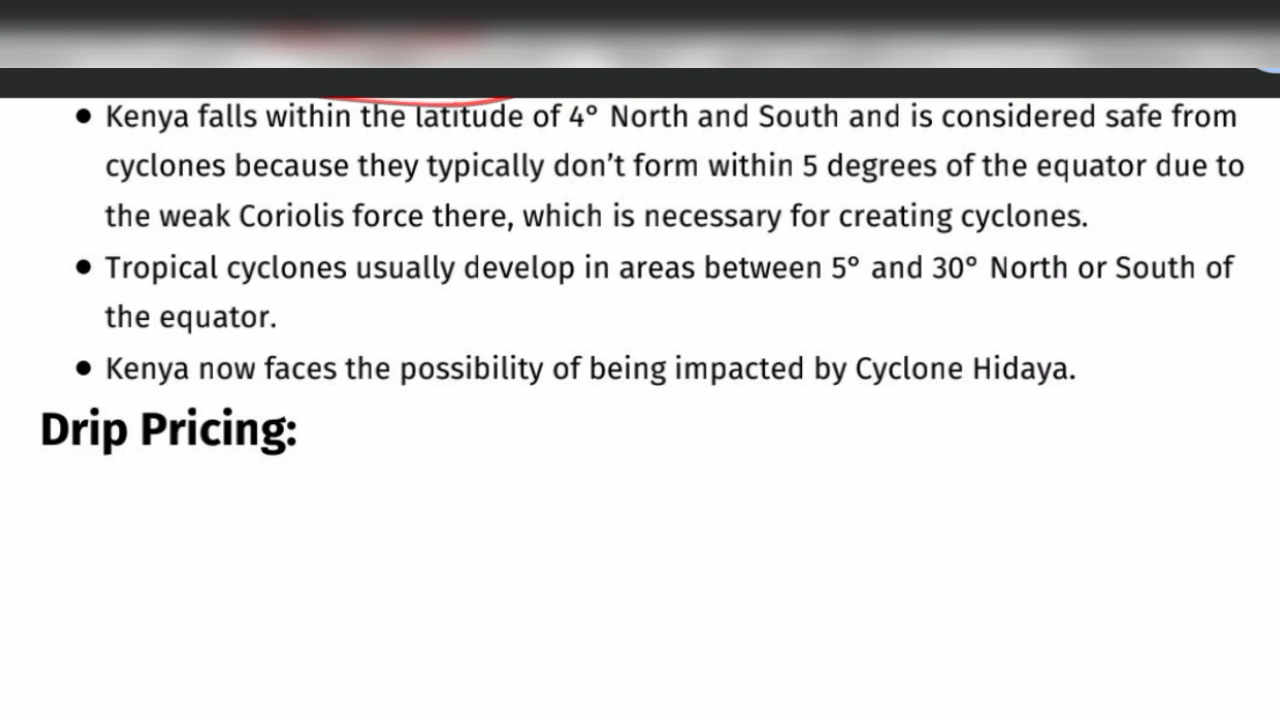 • Kenya falls within the latitude of 4° North and South and is considered safe from
cyclones because they typically don't form within 5 degrees of the equator due to
the weak Coriolis force there, which is necessary for creating cyclones.
• Tropical cyclones usually develop in areas between 5° and 30° North or South of
the equator.
• Kenya now faces the possibility of being impacted by Cyclone Hidaya.
Drip Pricing: